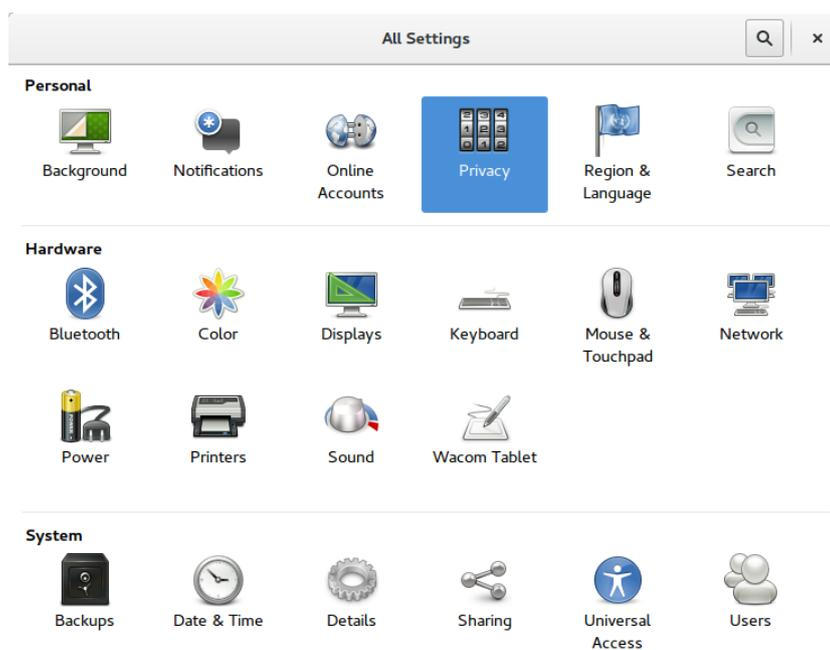 All Settings
Personal
Background Notifications Online Accounts Privacy Region & Language Search
Hardware
Bluetooth Color Displays Keyboard Mouse & Touchpad Network
Power Printers Sound Wacom Tablet
System
Backups Date & Time Details Sharing Universal Access Users